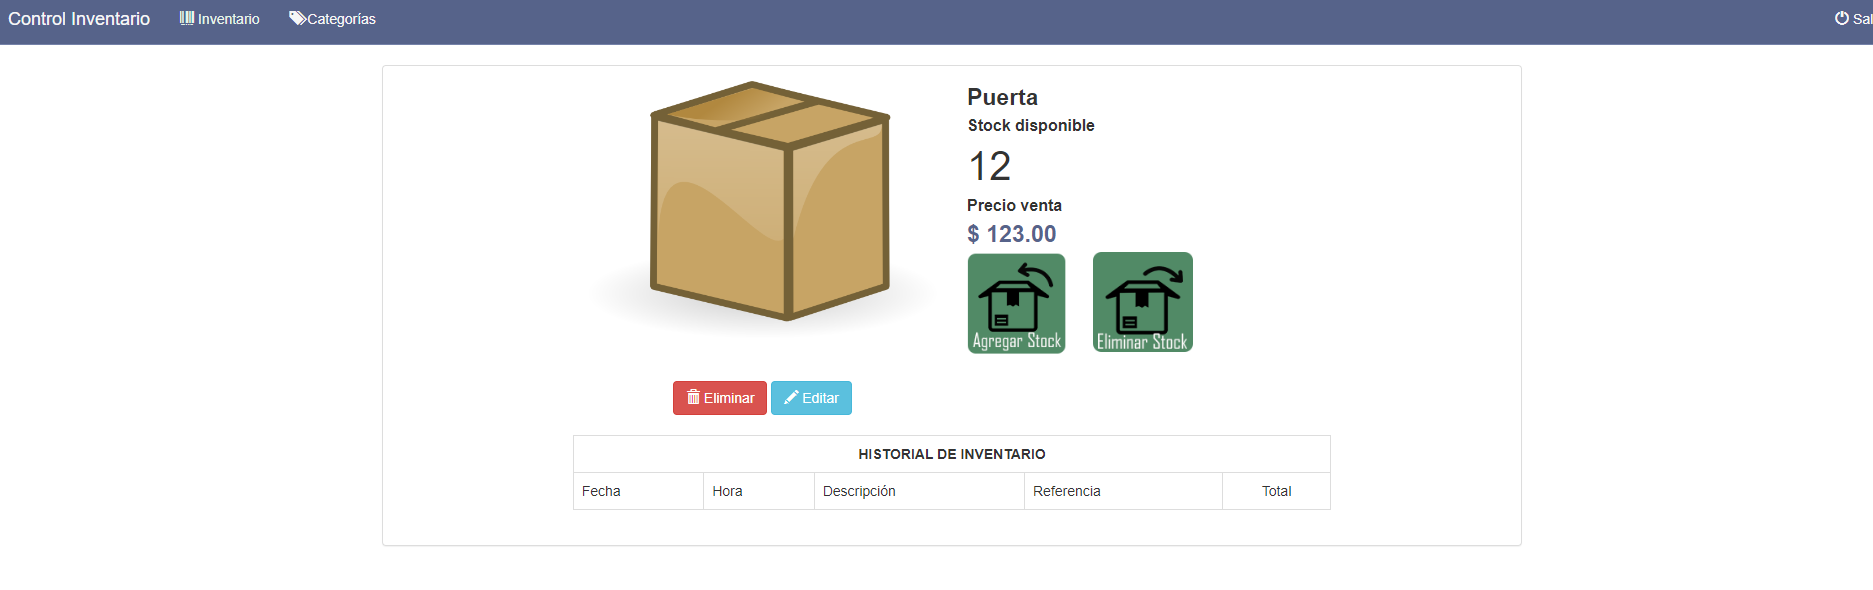 Control Inventario Inventario Categorías Sal
Puerta
Stock disponible
12
Precio venta
$ 123.00
Agregar Stock Eliminar Stock
Eliminar Editar
HISTORIAL DE INVENTARIO
Fecha Hora Descripción Referencia Total